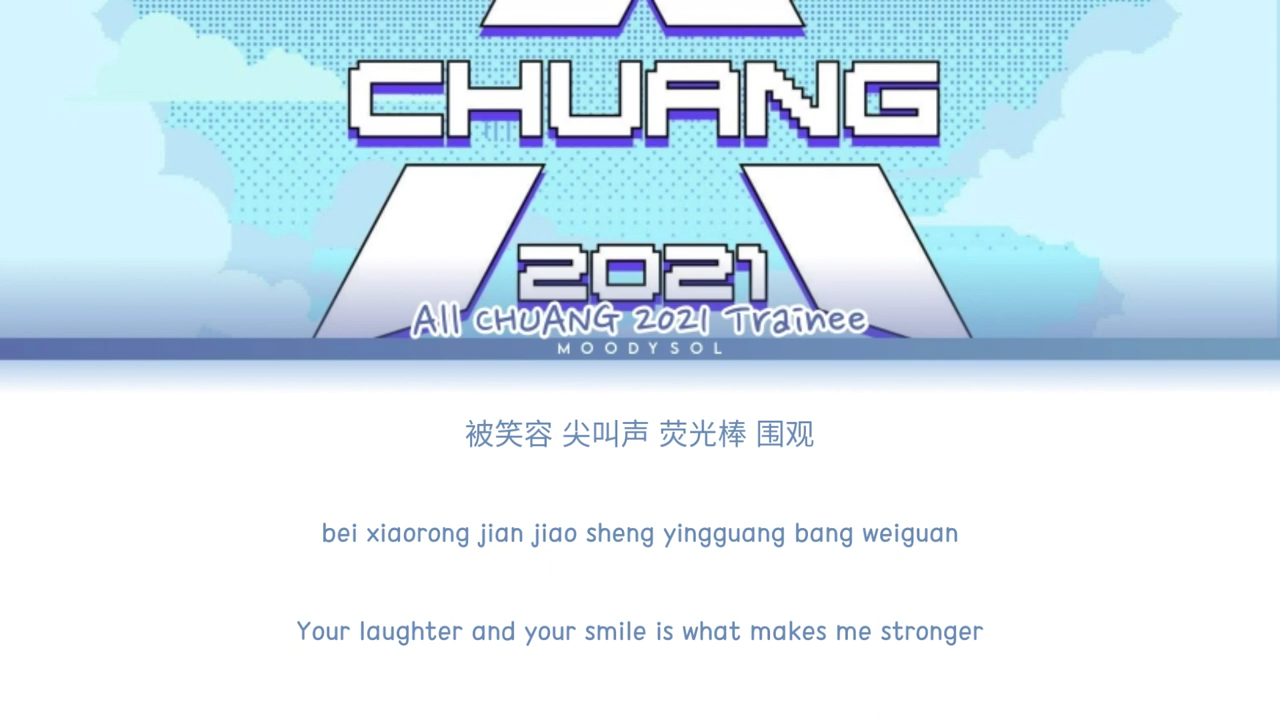 CHUANG
2021
All CHUANG 2021 Trainee
MOODYSOL
被笑容 尖叫声 荧光棒 围观
bei xiaorong jian jiao sheng yingguang bang weiguan
Your laughter and your smile is what makes me stronger